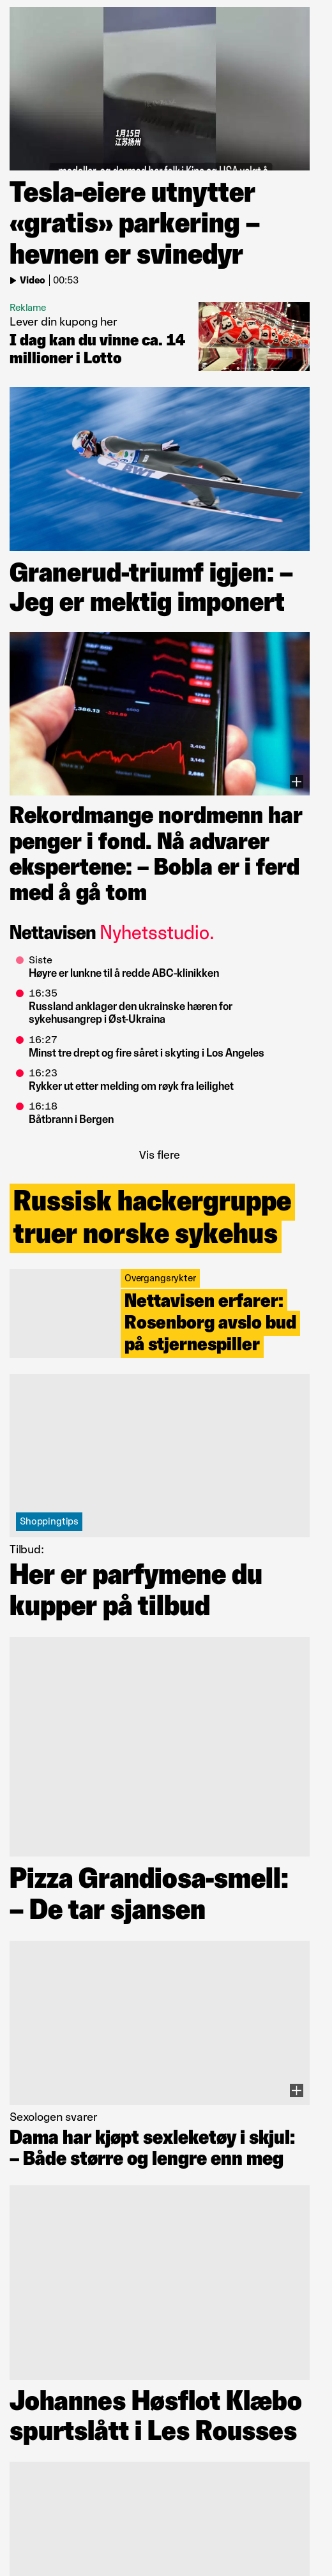 1月15日
江苏扬州
Tesla-eiere utnytter
«gratis» parkering –
hevnen er svinedyr
Video | 00:53
Reklame
Lever din kupong her
I dag kan du vinne ca. 14
millioner i Lotto
Granerud-triumf igjen: –
Jeg er mektig imponert
Rekordmange nordmenn har
penger i fond. Nå advarer
ekspertene: – Bobla er i ferd
med å gå tom
Nettavisen Nyhetsstudio.
Siste
Høyre er lunkne til å redde ABC-klinikken
16:35
Russland anklager den ukrainske hæren for
sykehusangrep i Øst-Ukraina
16:27
Minst tre drept og fire såret i skyting i Los Angeles
16:23
Rykker ut etter melding om røyk fra leilighet
16:18
Båtbrann i Bergen
Vis flere
Russisk hackergruppe
truer norske sykehus
Overgangsrykter
Nettavisen erfarer:
Rosenborg avslo bud
på stjernespiller
Shoppingtips
Tilbud:
Her er parfymene du
kupper på tilbud
Pizza Grandiosa-smell:
– De tar sjansen
Sexologen svarer
Dama har kjøpt sexleketøy i skjul:
– Både større og lengre enn meg
Johannes Høsflot Klæbo
spurtslått i Les Rousses